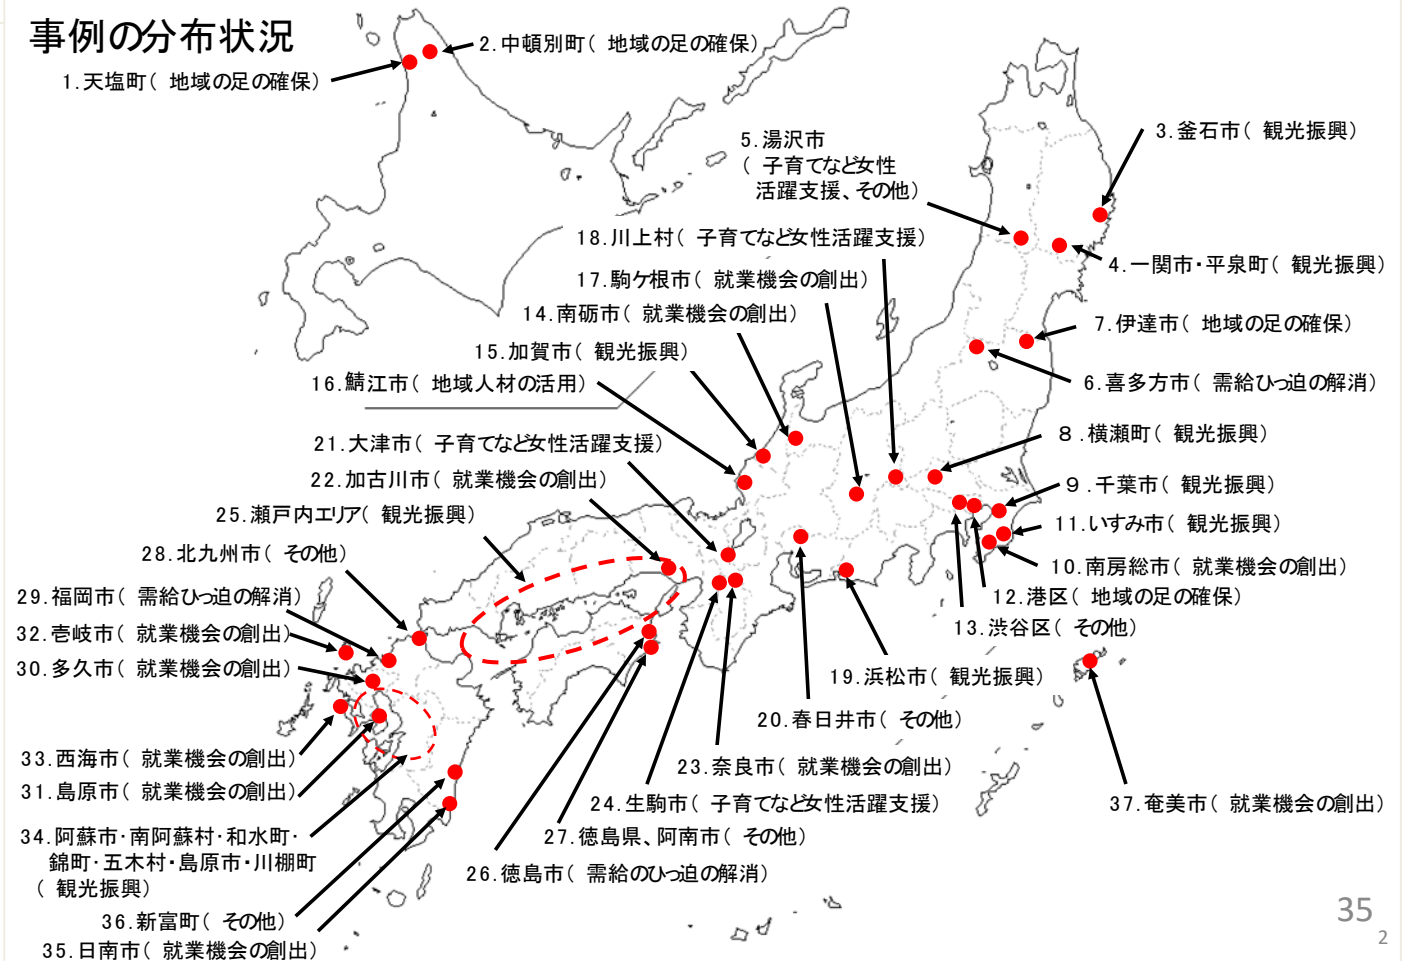 事例の分布状況
1.天塩町( 地域の足の確保)
2.中頓別町( 地域の足の確保)
3.釜石市( 観光振興)
5.湯沢市
( 子育てなど女性
活躍支援、その他)
4.一関市・平泉町( 観光振興)
18.川上村( 子育てなど女性活躍支援)
17.駒ケ根市( 就業機会の創出)
14.南砺市( 就業機会の創出)
7.伊達市( 地域の足の確保)
15.加賀市( 観光振興)
16.鯖江市( 地域人材の活用)
6.喜多方市( 需給ひっ迫の解消)
21.大津市( 子育てなど女性活躍支援)
8.横瀬町( 観光振興)
22.加古川市( 就業機会の創出)
9.千葉市( 観光振興)
25.瀬戸内エリア( 観光振興)
11.いすみ市( 観光振興)
28.北九州市( その他)
10.南房総市( 就業機会の創出)
29.福岡市( 需給ひっ迫の解消)
12.港区( 地域の足の確保)
32.壱岐市( 就業機会の創出)
13.渋谷区( その他)
30.多久市( 就業機会の創出)
19.浜松市( 観光振興)
20.春日井市( その他)
33.西海市( 就業機会の創出)
23.奈良市( 就業機会の創出)
31.島原市( 就業機会の創出)
24.生駒市( 子育てなど女性活躍支援)
37.奄美市( 就業機会の創出)
34.阿蘇市・南阿蘇村・和水町・
錦町・五木村・島原市・川棚町
( 観光振興)
27.徳島県、阿南市( その他)
26.徳島市( 需給のひっ迫の解消)
36.新富町( その他)
35.日南市( 就業機会の創出)
35
2